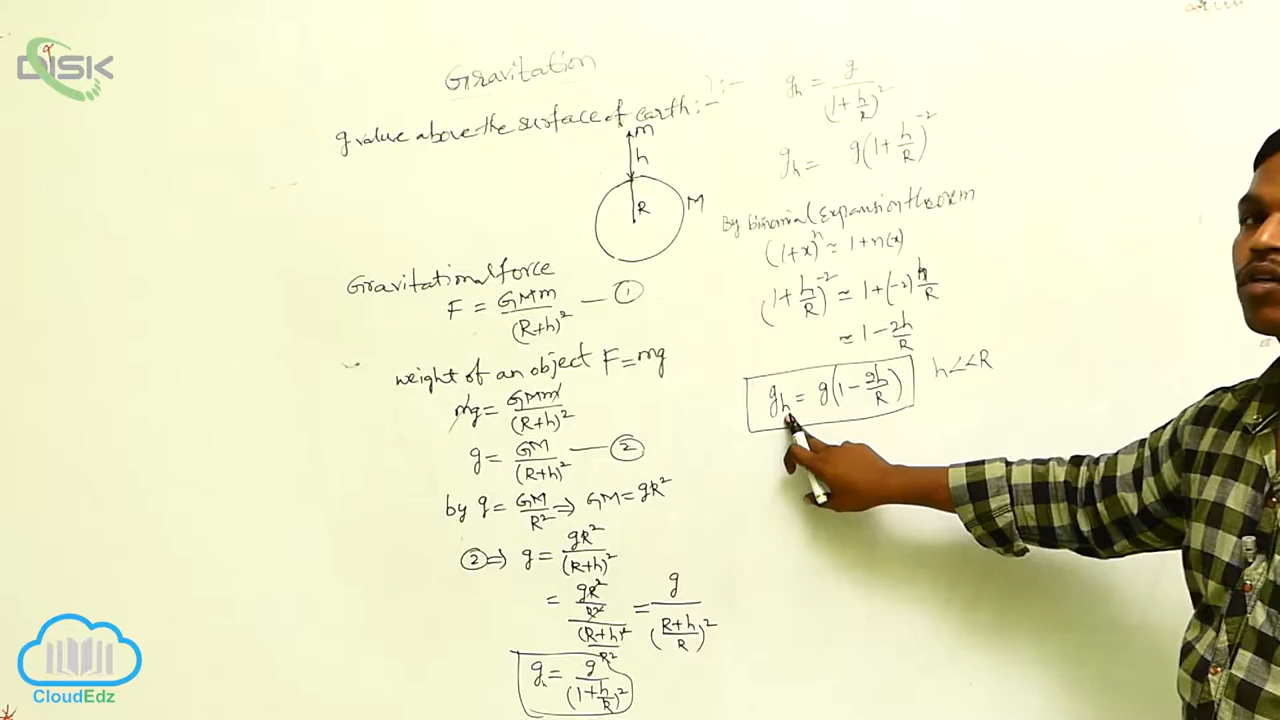 DISK
Gravitation
g value above the surface of earth:-
m
h
R
M
Gravitational force
F = GMm/(R+h)² — ①
weight of an object F=mg
mg = GMm/(R+h)²
g = GM/(R+h)² — ②
by g = GM/R² ⇒ GM = gR²
② ⇒ g = gR²/(R+h)²
= (gR²/R²)/((R+h)²/R²) = g/((R+h)/R)²
gₕ = g/(1+h/R)²
):-
gₕ = g/(1+h/R)²
gₕ = g(1+h/R)⁻²
By binomial expansion theorem
(1+x)ⁿ ≃ 1+n(x)
(1+h/R)⁻² ≃ 1+(-2)h/R
≃ 1-2h/R
gₕ = g(1-2h/R) h<<R
CloudEdz